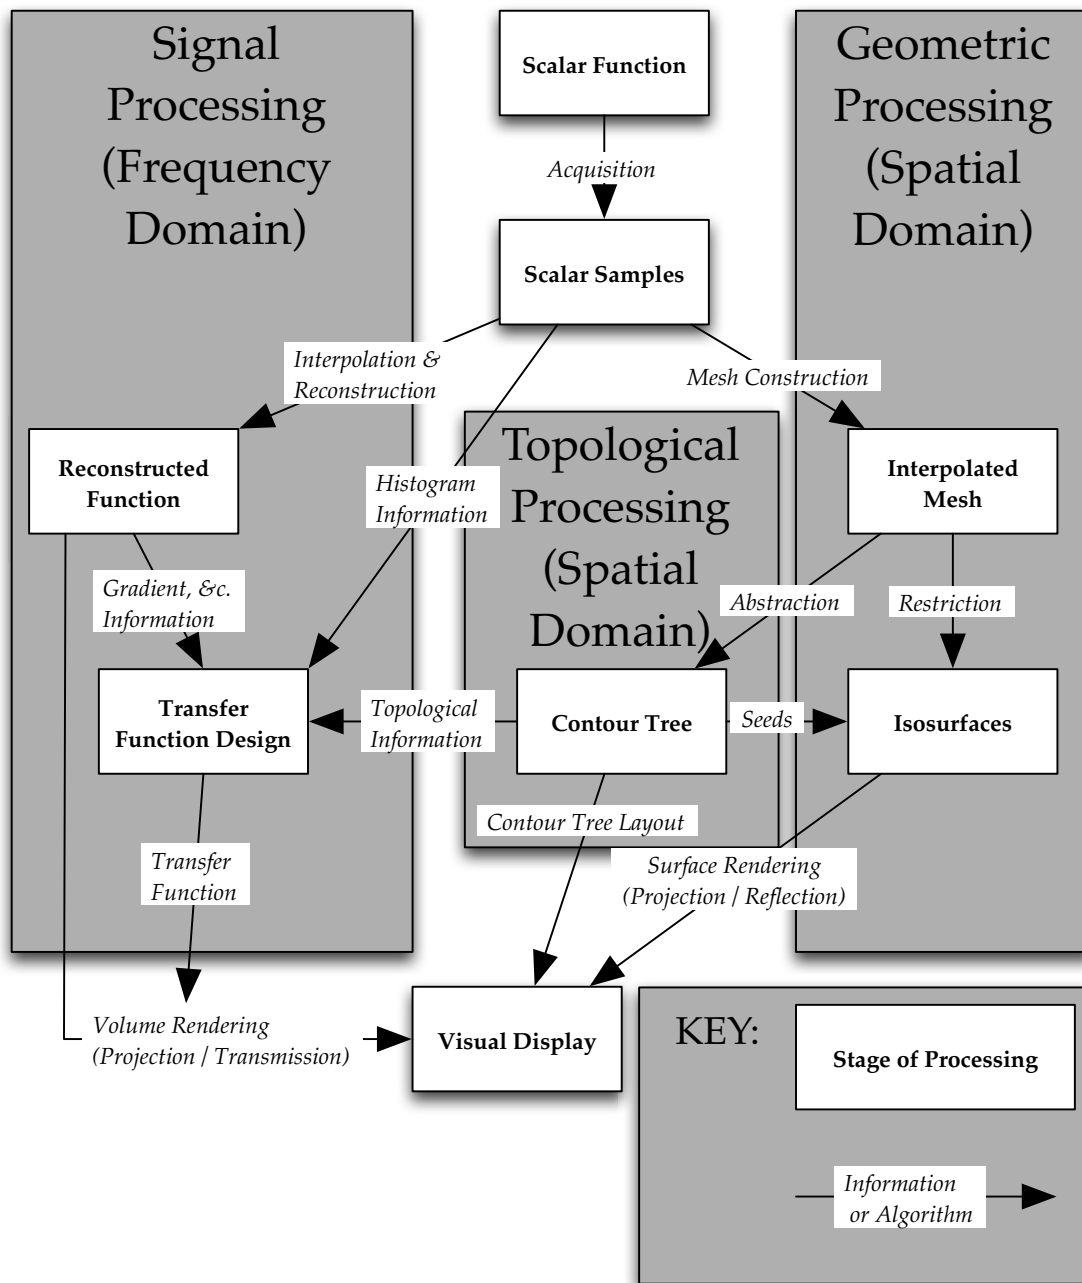 Signal
Processing
(Frequency
Domain)
Scalar Function
Geometric
Processing
(Spatial
Domain)
Acquisition
Scalar Samples
Interpolation &
Reconstruction
Mesh Construction
Reconstructed
Function
Histogram
Information
Topological
Processing
(Spatial
Domain)
Interpolated
Mesh
Gradient, &c.
Information
Abstraction
Restriction
Transfer
Function Design
Topological
Information
Contour Tree
Seeds
Isosurfaces
Contour Tree Layout
Transfer
Function
Surface Rendering
(Projection / Reflection)
Volume Rendering
(Projection / Transmission)
Visual Display
KEY:
Stage of Processing
Information
or Algorithm